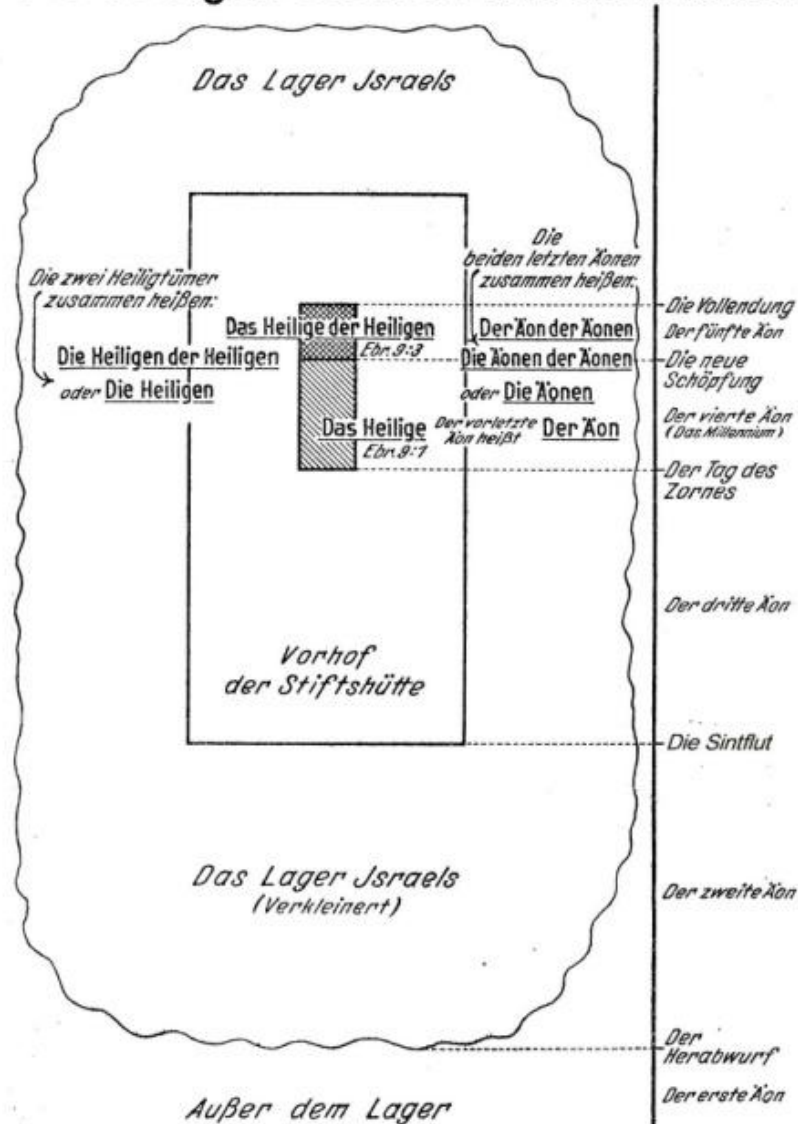 Das Lager Jsraels
Die zwei Heiligtümer
zusammen heißen:
Die Heiligen der Heiligen
oder Die Heiligen
Das Heilige der Heiligen
Ebr. 9:3
Das Heilige
Ebr. 9:1
Die
beiden letzten Äonen
zusammen heißen:
Der Äon der Äonen
Die Äonen der Äonen
oder Die Äonen
Der vorletzte
Äon heißt Der Äon
Vorhof
der Stiftshütte
Das Lager Jsraels
(Verkleinert)
Außer dem Lager
Die Vollendung
Der fünfte Äon
Die neue
Schöpfung
Der vierte Äon
(Das Millennium)
Der Tag des
Zornes
Der dritte Äon
Die Sintflut
Der zweite Äon
Der
Herabwurf
Der erste Äon